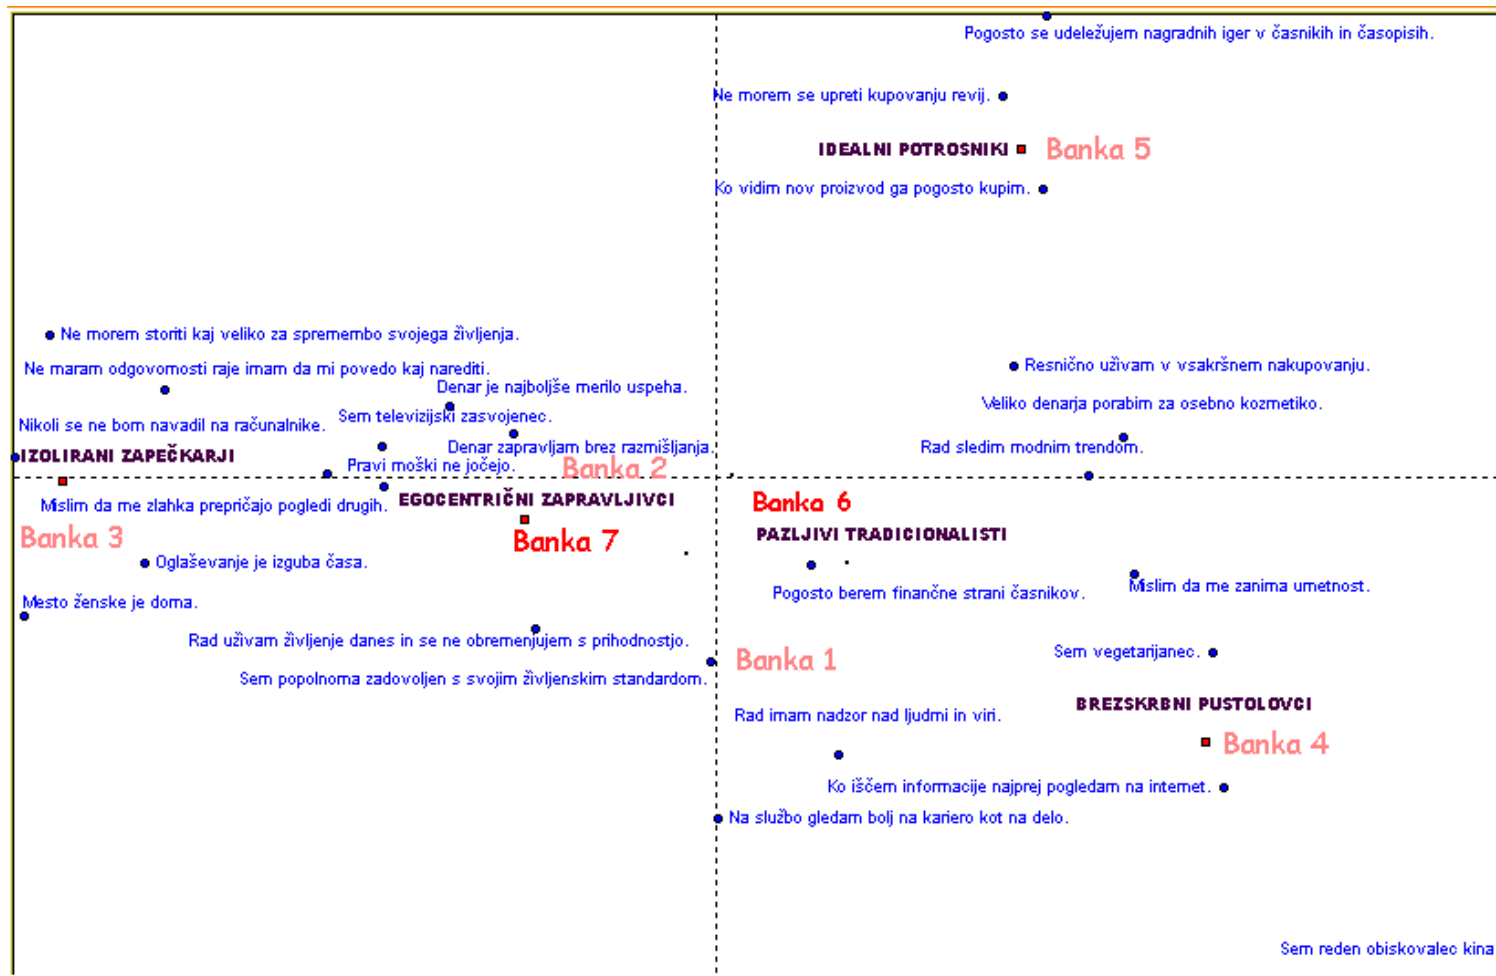 Pogosto se udeležujem nagradnih iger v časnikih in časopisih.
Ne morem se upreti kupovanju revij.
IDEALNI POTROSNIKI
Banka 5
Ko vidim nov proizvod ga pogosto kupim.
Ne morem storiti kaj veliko za spremembo svojega življenja.
Ne maram odgovornosti raje imam da mi povedo kaj narediti.
Resnično uživam v vsakršnem nakupovanju.
Denar je najboljše merilo uspeha.
Veliko denarja porabim za osebno kozmetiko.
Sem televizijski zasvojenec.
Nikoli se ne bom navadil na računalnike.
Denar zapravljam brez razmišljanja.
Rad sledim modnim trendom.
IZOLIRANI ZAPEČKARJI
Pravi moški ne jočejo.
Banka 2
EGOCENTRIČNI ZAPRAVLJIVCI
Banka 6
Mislim da me zlahka prepričajo pogledi drugih.
Banka 3
Banka 7
PAZLJIVI TRADICIONALISTI
Oglaševanje je izguba časa.
Mislim da me zanima umetnost.
Pogosto berem finančne strani časnikov.
Mesto ženske je doma.
Rad uživam življenje danes in se ne obremenjujem s prihodnostjo.
Sem vegetarijanec.
Banka 1
Sem popolnoma zadovoljen s svojim življenskim standardom.
BREZSKRBNI PUSTOLOVCI
Rad imam nadzor nad ljudmi in viri.
Banka 4
Ko iščem informacije najprej pogledam na internet.
Na službo gledam bolj na kariero kot na delo.
Sem reden obiskovalec kina